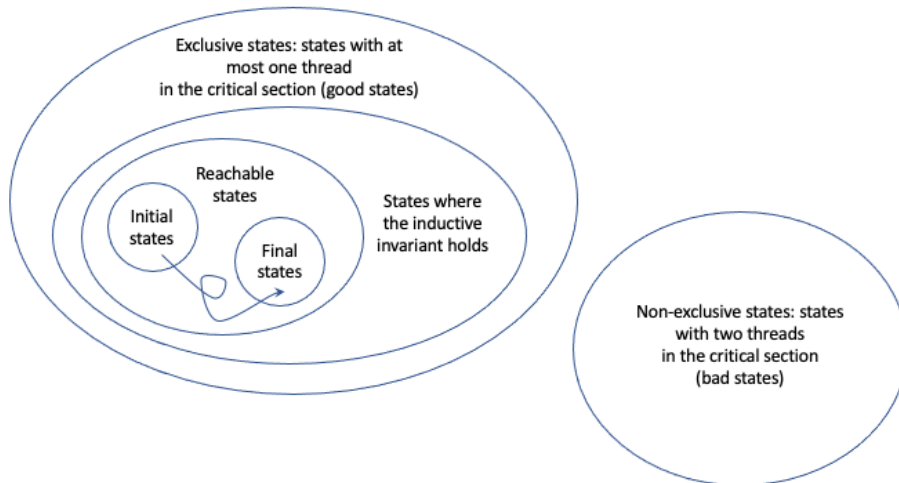 Exclusive states: states with at
most one thread
in the critical section (good states)
Reachable
states
Initial
states
Final
states
States where
the inductive
invariant holds
Non-exclusive states: states
with two threads
in the critical section
(bad states)